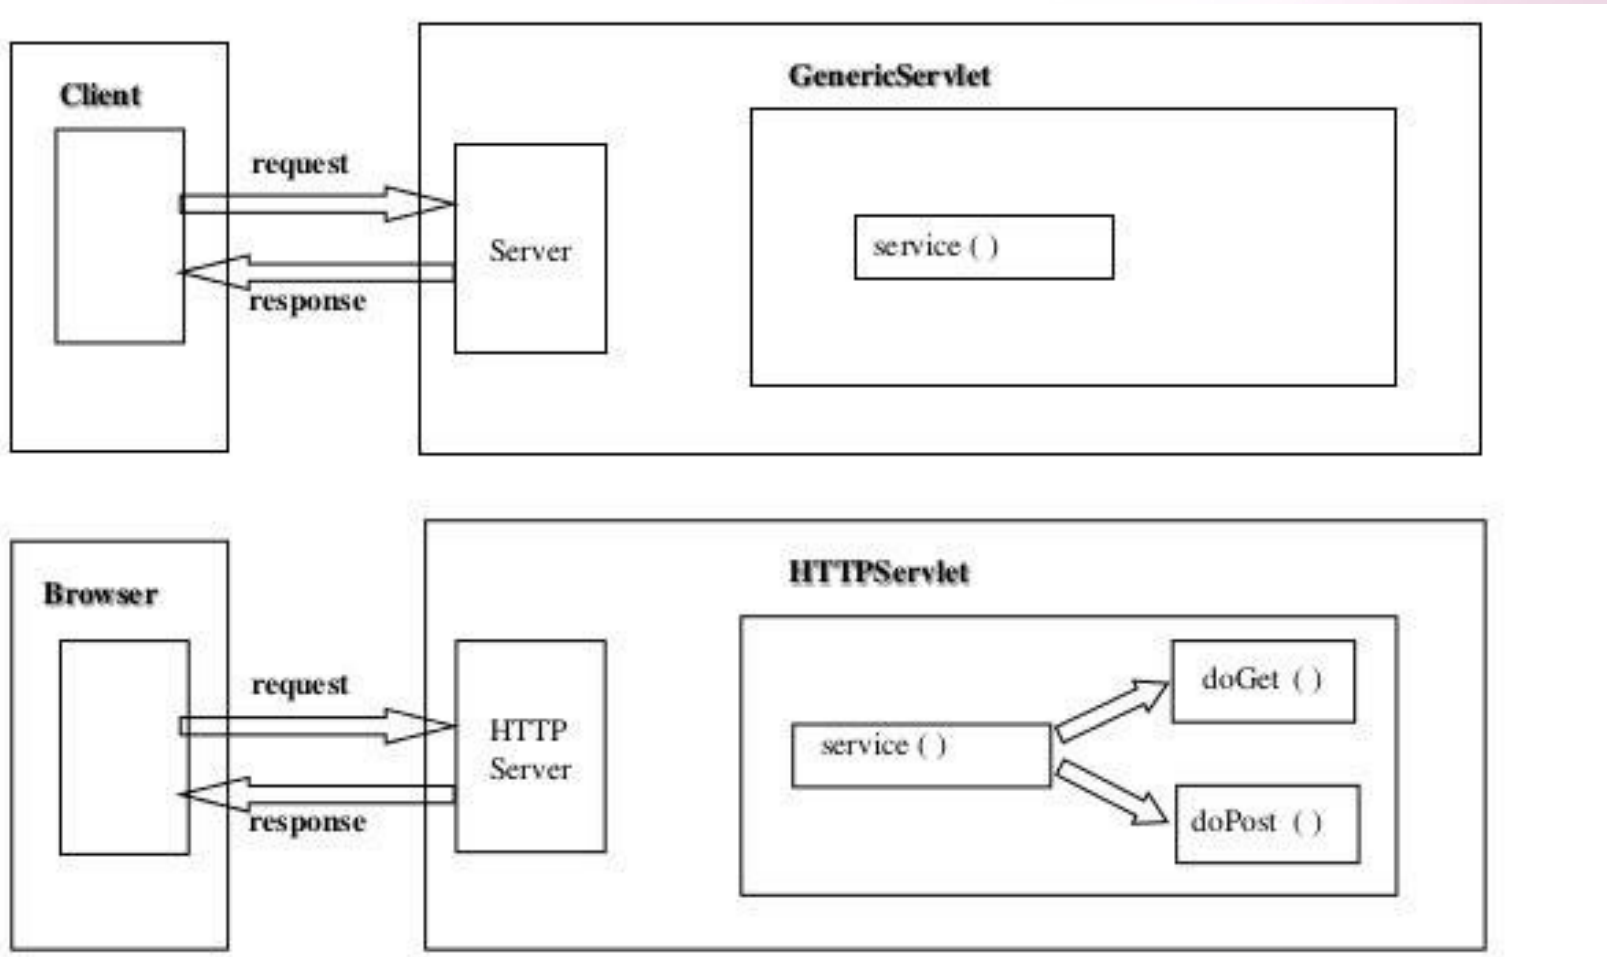 GenericServlet
Client
request
Server
service ( )
response
HTTPServlet
Browser
request
doGet ( )
HTTP
Server
service ( )
response
doPost ( )